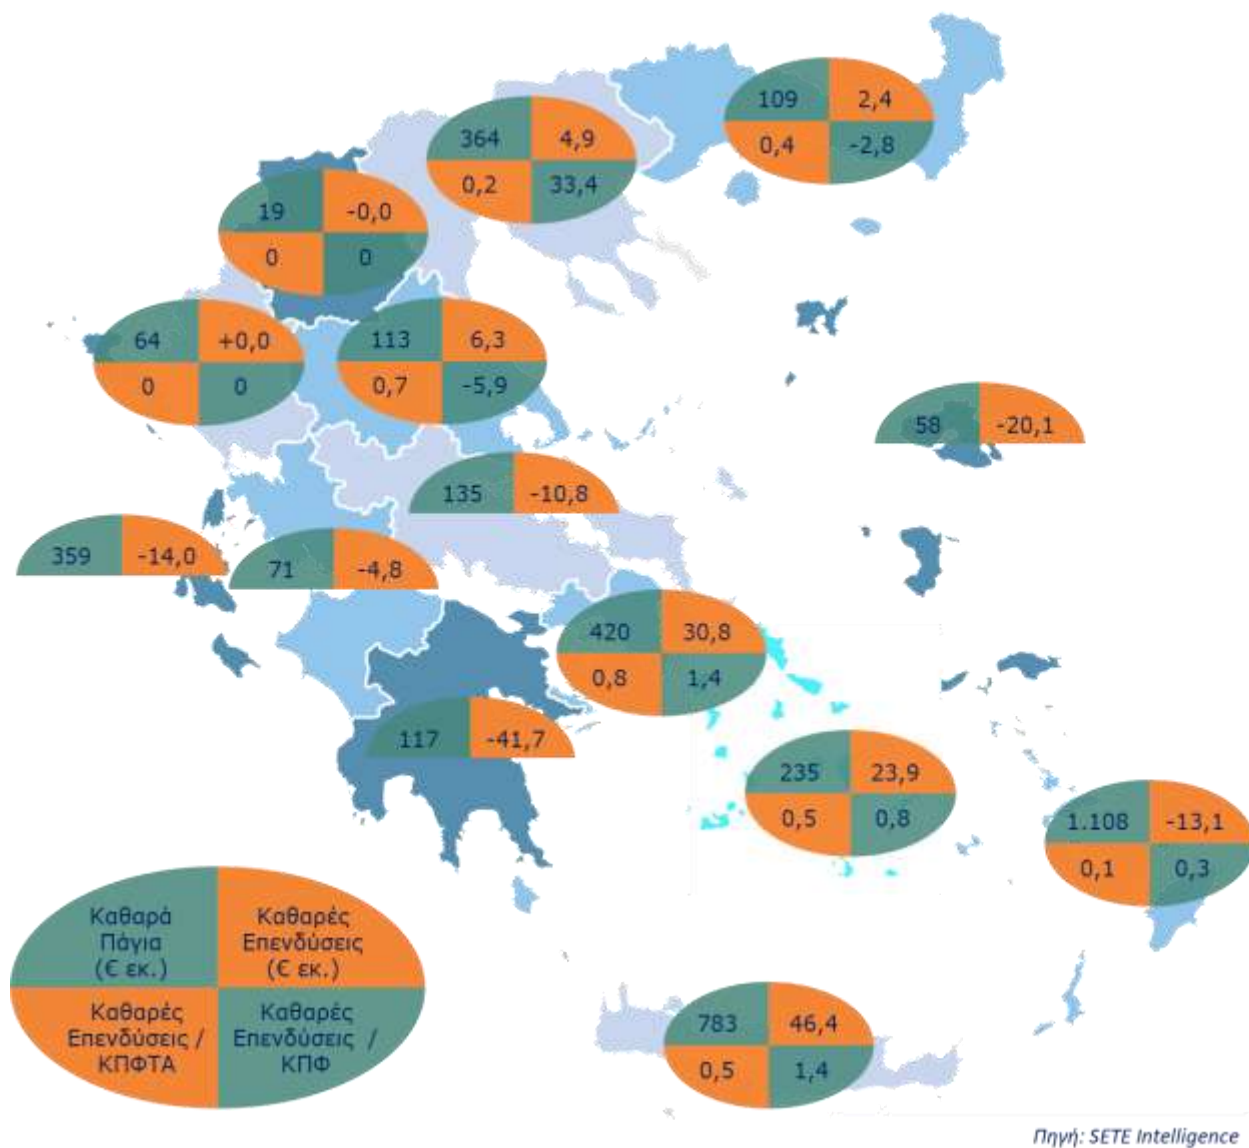 109 2,4
0,4 -2,8
364 4,9
0,2 33,4
19 -0,0
0 0
64 +0,0
0 0
113 6,3
0,7 -5,9
58 -20,1
135 -10,8
359 -14,0
71 -4,8
420 30,8
0,8 1,4
117 -41,7
235 23,9
0,5 0,8
1.108 -13,1
0,1 0,3
783 46,4
0,5 1,4
Καθαρά
Πάγια
(€ εκ.)
Καθαρές
Επενδύσεις
(€ εκ.)
Καθαρές
Επενδύσεις /
ΚΠΦΤΑ
Καθαρές
Επενδύσεις /
ΚΠΦ
Πηγή: SETE Intelligence